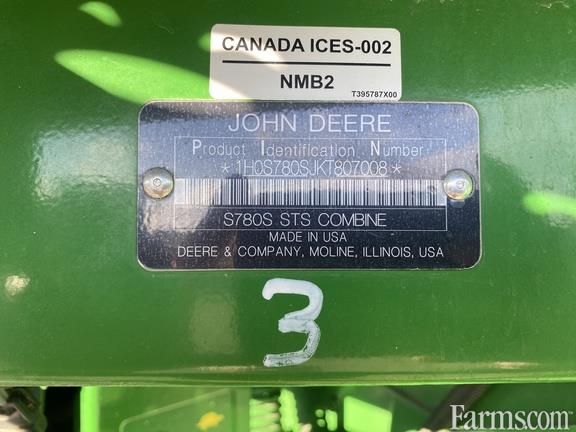 CANADA ICES-002
NMB2
T395787X00
JOHN DEERE
Product Identification Number
*1H0S780SJKT807008*
S780S STS COMBINE
MADE IN USA
DEERE & COMPANY, MOLINE, ILLINOIS, USA
3
Farms.com®